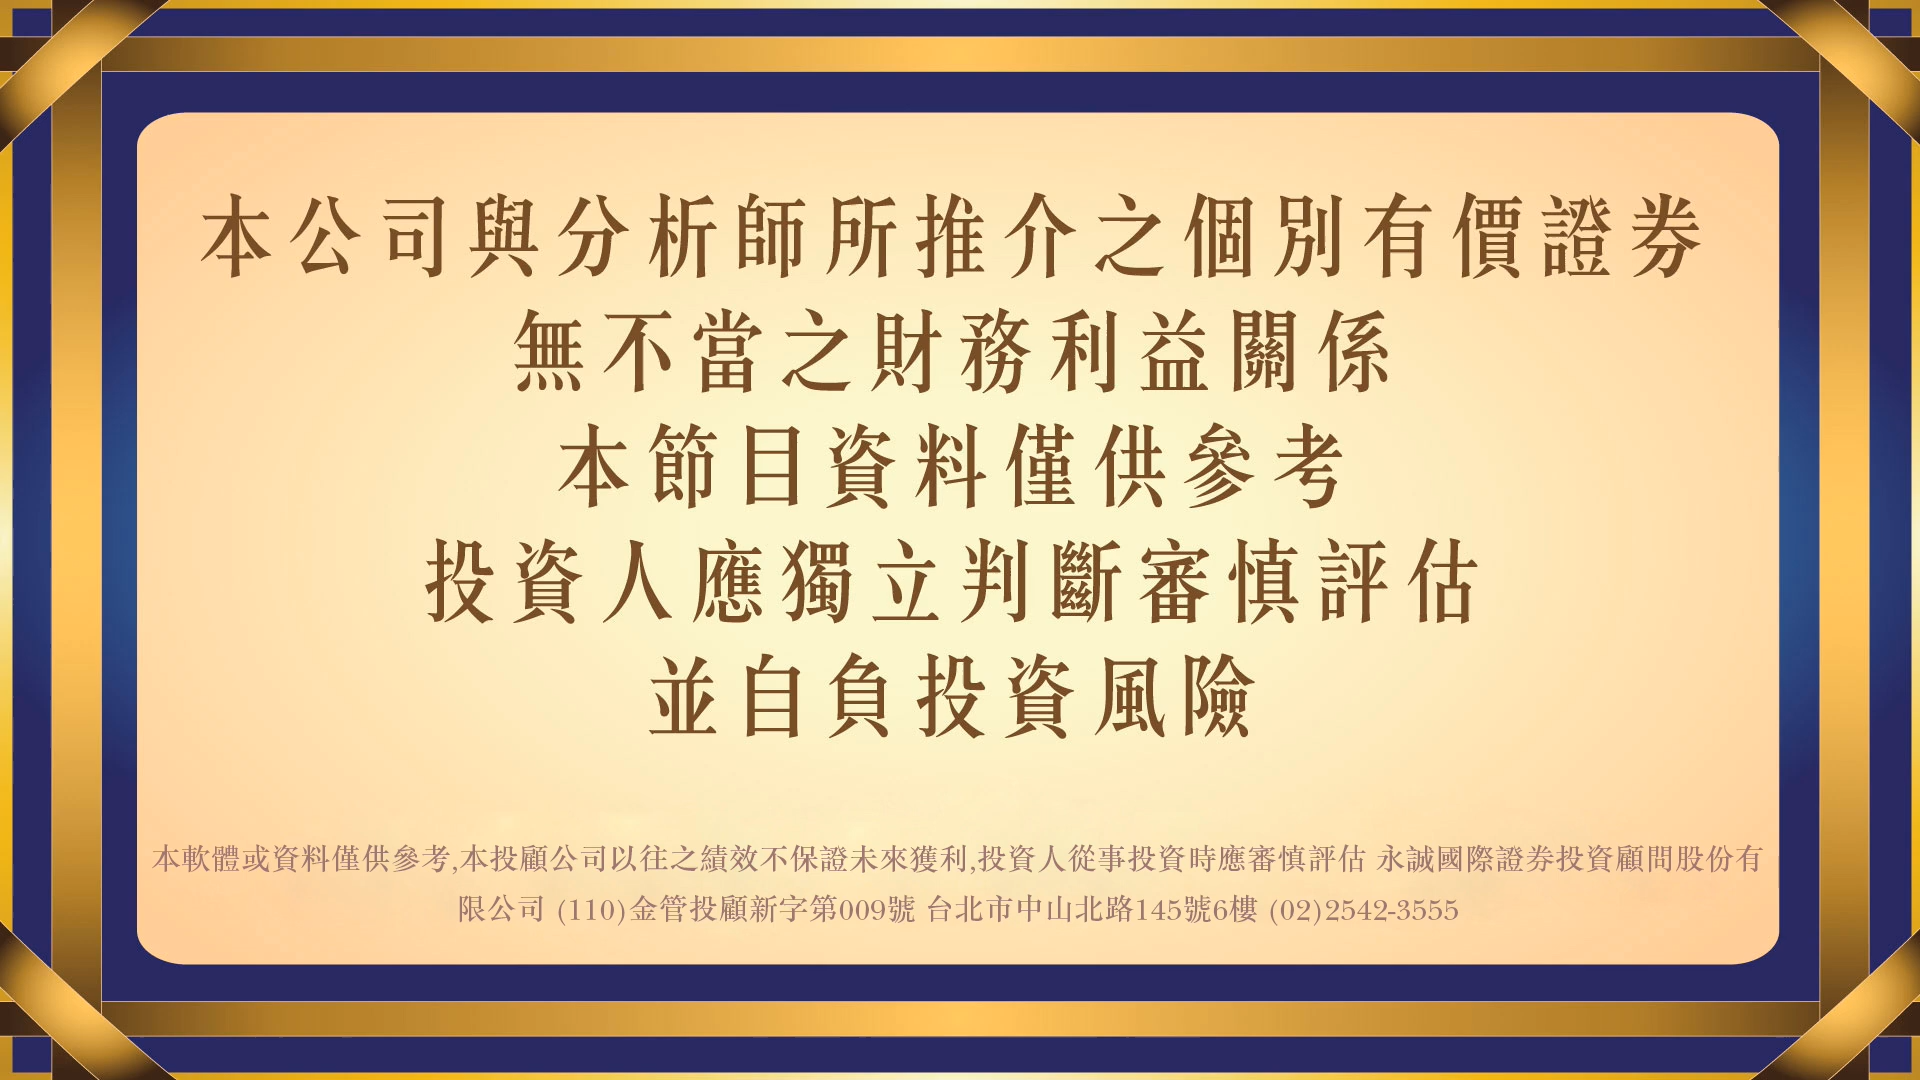 本公司與分析師所推介之個別有價證券
無不當之財務利益關係
本節目資料僅供參考
投資人應獨立判斷審慎評估
並自負投資風險
本軟體或資料僅供參考,本投顧公司以往之績效不保證未來獲利,投資人從事投資時應審慎評估 永誠國際證券投資顧問股份有
限公司 (110)金管投顧新字第009號 台北市中山北路145號6樓 (02)2542-3555